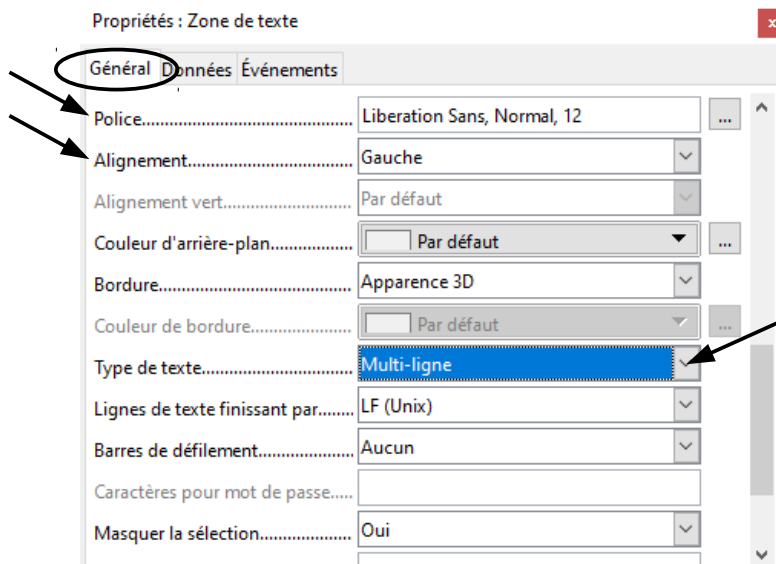 Propriétés : Zone de texte
x
Général Données Événements
Police........................................... Liberation Sans, Normal, 12 ...
Alignement.................................. Gauche
Alignement vert.......................... Par défaut
Couleur d'arrière-plan................. Par défaut ...
Bordure........................................ Apparence 3D
Couleur de bordure..................... Par défaut ...
Type de texte............................... Multi-ligne
Lignes de texte finissant par........ LF (Unix)
Barres de défilement.................... Aucun
Caractères pour mot de passe.....
Masquer la sélection................... Oui